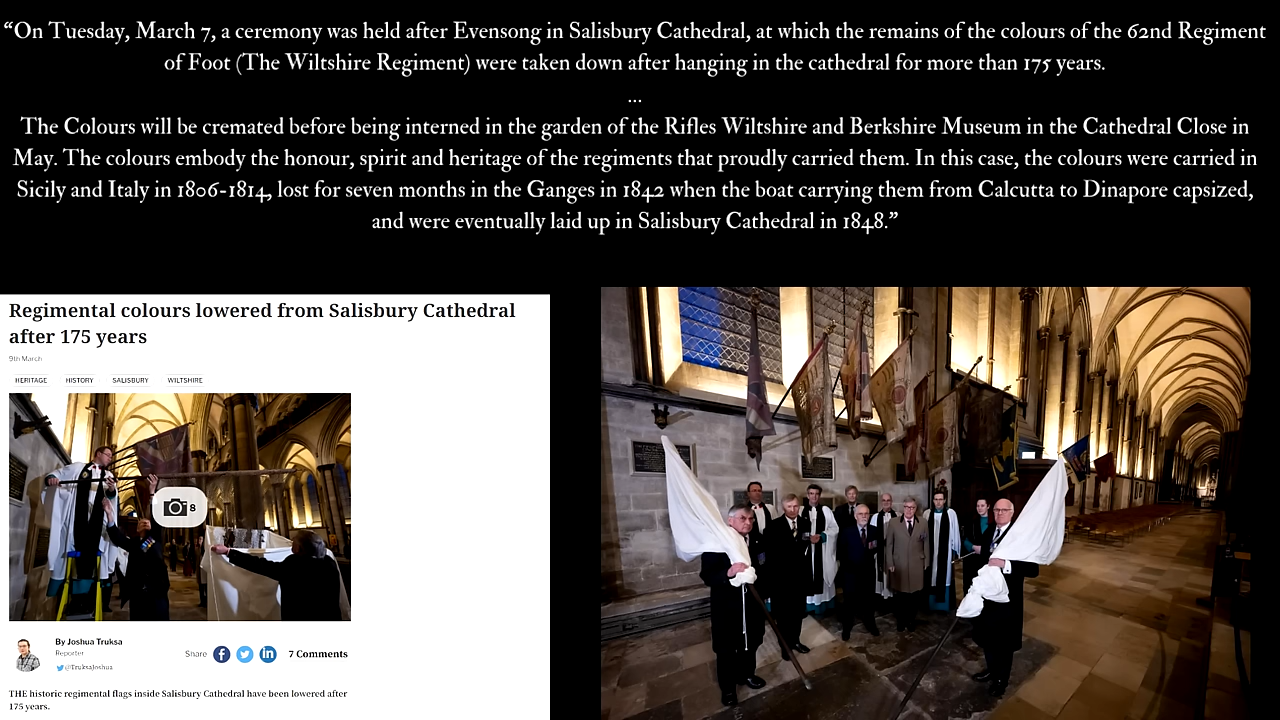 “On Tuesday, March 7, a ceremony was held after Evensong in Salisbury Cathedral, at which the remains of the colours of the 62nd Regiment
of Foot (The Wiltshire Regiment) were taken down after hanging in the cathedral for more than 175 years.
...
The Colours will be cremated before being interned in the garden of the Rifles Wiltshire and Berkshire Museum in the Cathedral Close in
May. The colours embody the honour, spirit and heritage of the regiments that proudly carried them. In this case, the colours were carried in
Sicily and Italy in 1806-1814, lost for seven months in the Ganges in 1842 when the boat carrying them from Calcutta to Dinapore capsized,
and were eventually laid up in Salisbury Cathedral in 1848.”
Regimental colours lowered from Salisbury Cathedral
after 175 years
9th March
HERITAGE HISTORY SALISBURY WILTSHIRE
8
By Joshua Truksa
Reporter
@TruksaJoshua
Share 7 Comments
THE historic regimental flags inside Salisbury Cathedral have been lowered after
175 years.